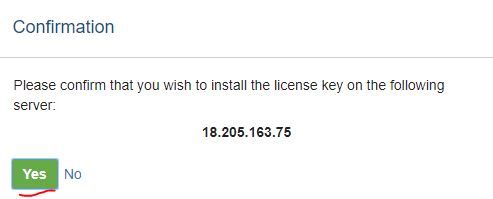 Confirmation
Please confirm that you wish to install the license key on the following
server:
18.205.163.75
Yes No